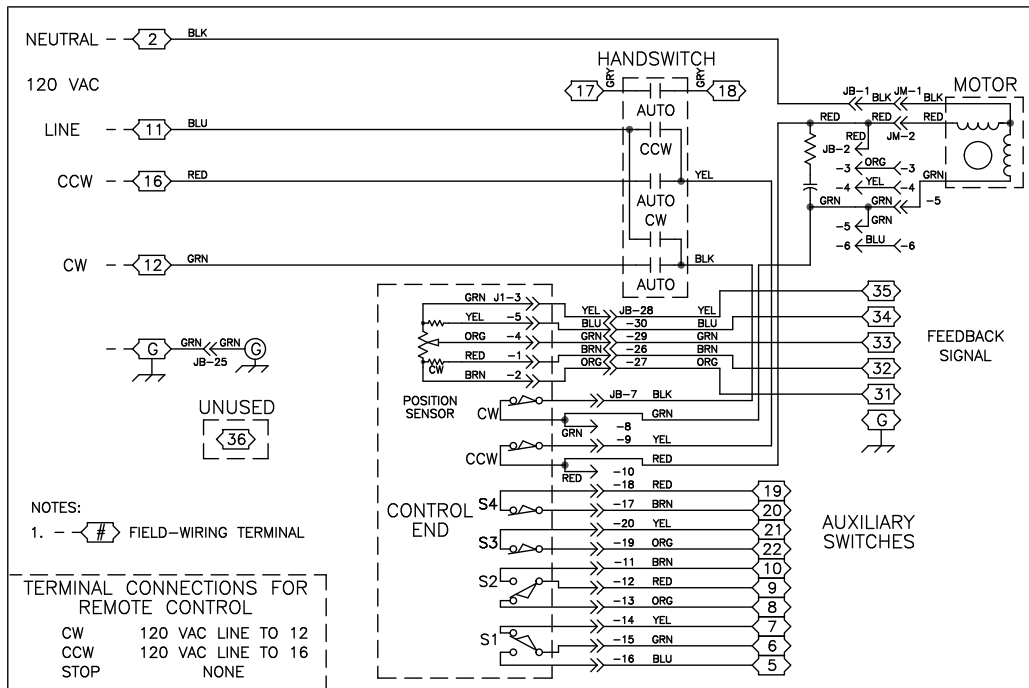 NEUTRAL 2 BLK
120 VAC
LINE 11 BLU
CCW 16 RED
CW 12 GRN
G GRN GRN G
JB-25
UNUSED
36
NOTES:
1. # FIELD-WIRING TERMINAL
TERMINAL CONNECTIONS FOR
REMOTE CONTROL
CW 120 VAC LINE TO 12
CCW 120 VAC LINE TO 16
STOP NONE
HANDSWITCH
17 GRY GRY 18
AUTO
CCW
YEL
AUTO
CW
BLK
AUTO
MOTOR
JB-1 BLK JM-1 BLK
RED RED RED
RED JM-2
JB-2
-3 ORG -3
-4 YEL -4
GRN
GRN GRN -5
-5 GRN
-6 BLU -6
GRN J1-3 YEL JB-28 YEL 35
YEL -5 BLU -30 BLU 34
ORG -4 GRN -29 GRN 33
RED -1 BRN -26 BRN 32
CW
BRN -2 ORG -27 ORG 31
G
FEEDBACK
SIGNAL
POSITION
SENSOR
CW JB-7 BLK
GRN
GRN -8
-9 YEL
CCW
RED
RED -10
CONTROL
END
S4 -18 RED 19
-17 BRN 20
S3 -20 YEL 21
-19 ORG 22
S2 -11 BRN 10
-12 RED 9
-13 ORG 8
S1 -14 YEL 7
-15 GRN 6
-16 BLU 5
AUXILIARY
SWITCHES